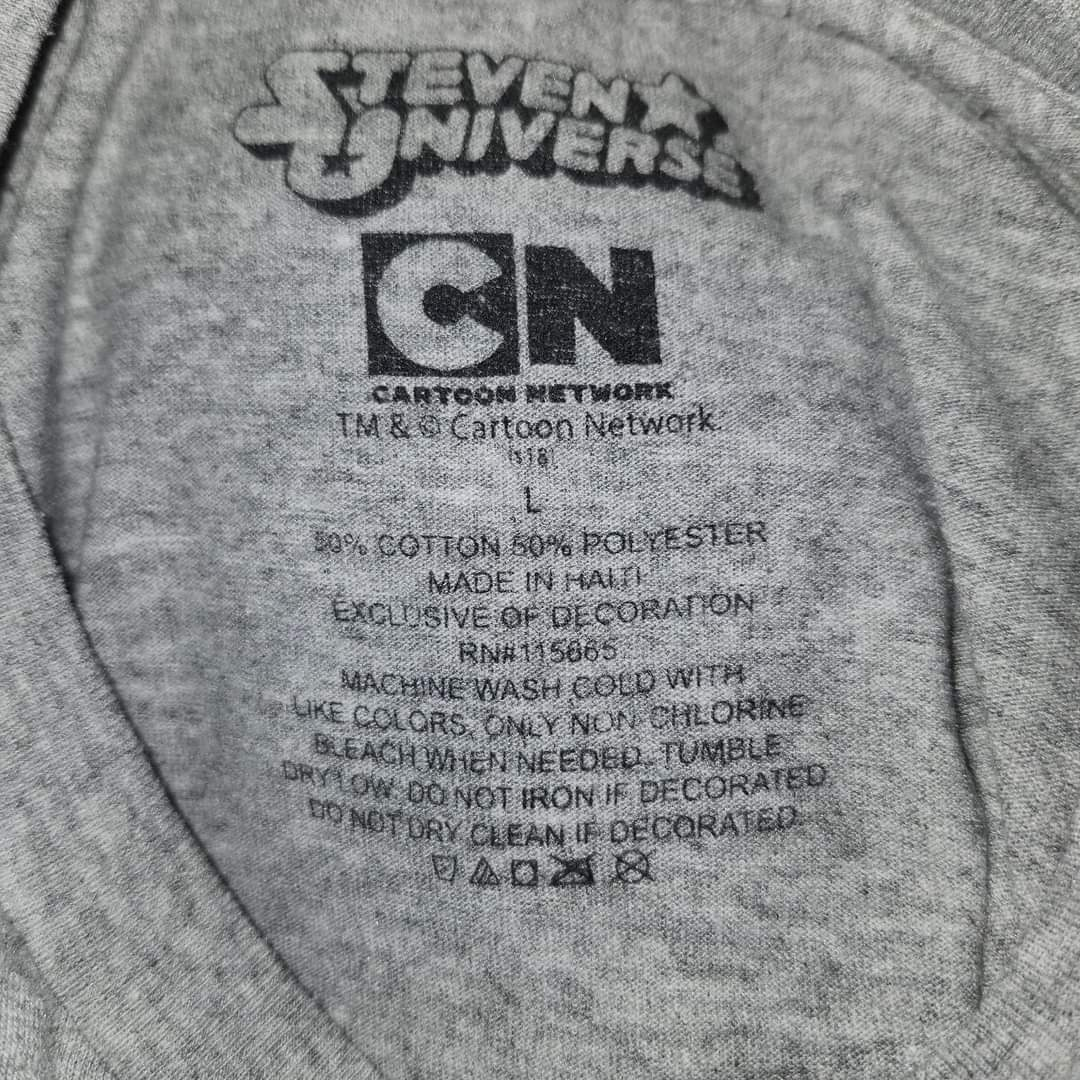 STEVEN
UNIVERSE
CN
CARTOON NETWORK
TM & © Cartoon Network.
(s18)
L
50% COTTON 50% POLYESTER
MADE IN HAITI
EXCLUSIVE OF DECORATION
RN#115665
MACHINE WASH COLD WITH
LIKE COLORS. ONLY NON CHLORINE
BLEACH WHEN NEEDED. TUMBLE
DRY LOW. DO NOT IRON IF DECORATED.
DO NOT DRY CLEAN IF DECORATED.